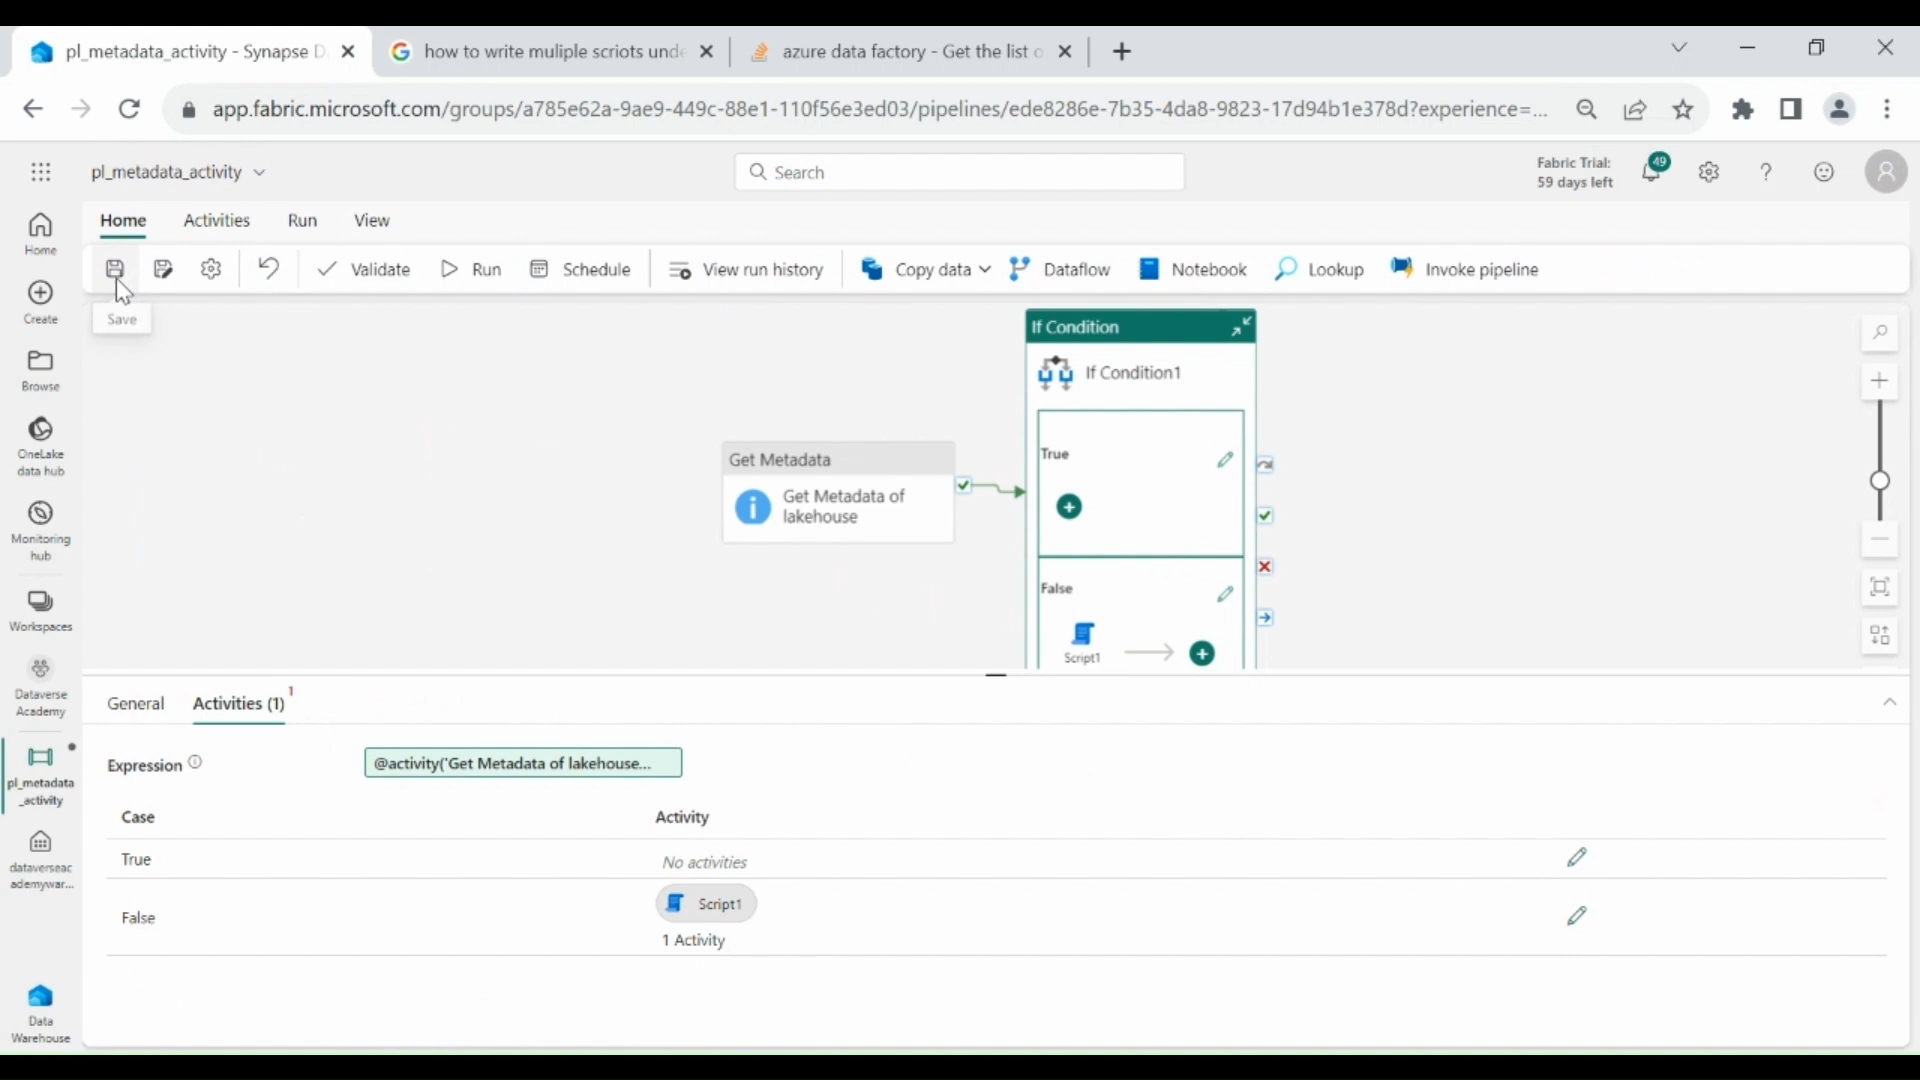 pl_metadata_activity - Synapse D
how to write muliple scriots unde
azure data factory - Get the list o
app.fabric.microsoft.com/groups/a785e62a-9ae9-449c-88e1-110f56e3ed03/pipelines/ede8286e-7b35-4da8-9823-17d94b1e378d?experience=...
pl_metadata_activity
Search
Fabric Trial:
59 days left
49
Home
Activities
Run
View
Validate
Run
Schedule
View run history
Copy data
Dataflow
Notebook
Lookup
Invoke pipeline
Save
Home
Create
Browse
OneLake
data hub
Monitoring
hub
Workspaces
Dataverse
Academy
pl_metadata
_activity
dataverseac
ademywar...
Data
Warehouse
If Condition
If Condition1
True
False
Script1
Get Metadata
Get Metadata of
lakehouse
General
Activities (1)
1
Expression
@activity('Get Metadata of lakehouse...
Case
Activity
True
No activities
False
Script1
1 Activity